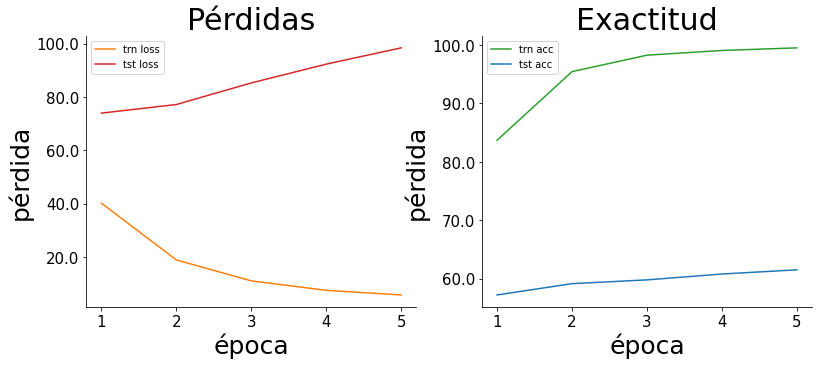 Pérdidas
100.0
80.0
60.0
40.0
20.0
pérdida
trn loss
tst loss
1 2 3 4 5
época
Exactitud
100.0
90.0
80.0
70.0
60.0
pérdida
trn acc
tst acc
1 2 3 4 5
época